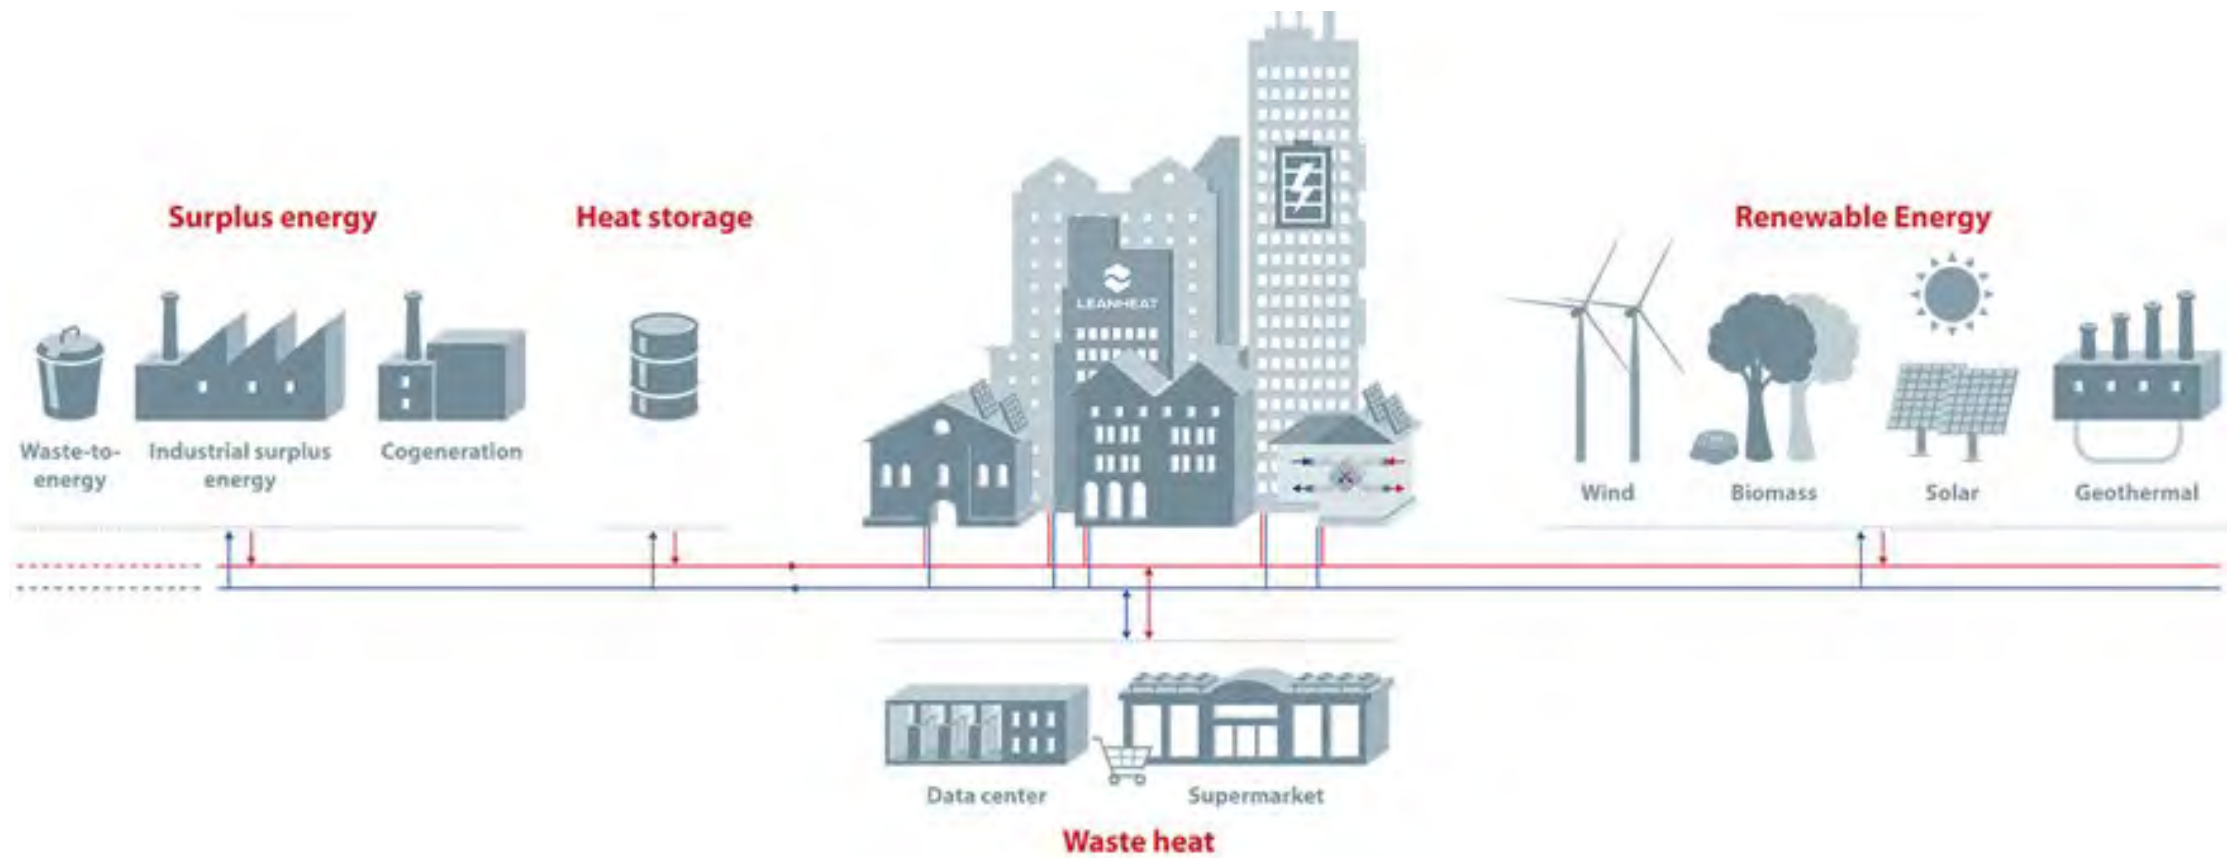 Surplus energy
Heat storage
Renewable Energy
LEANHEAT
Waste-to-
energy
Industrial surplus
energy
Cogeneration
Wind
Biomass
Solar
Geothermal
Data center
Supermarket
Waste heat